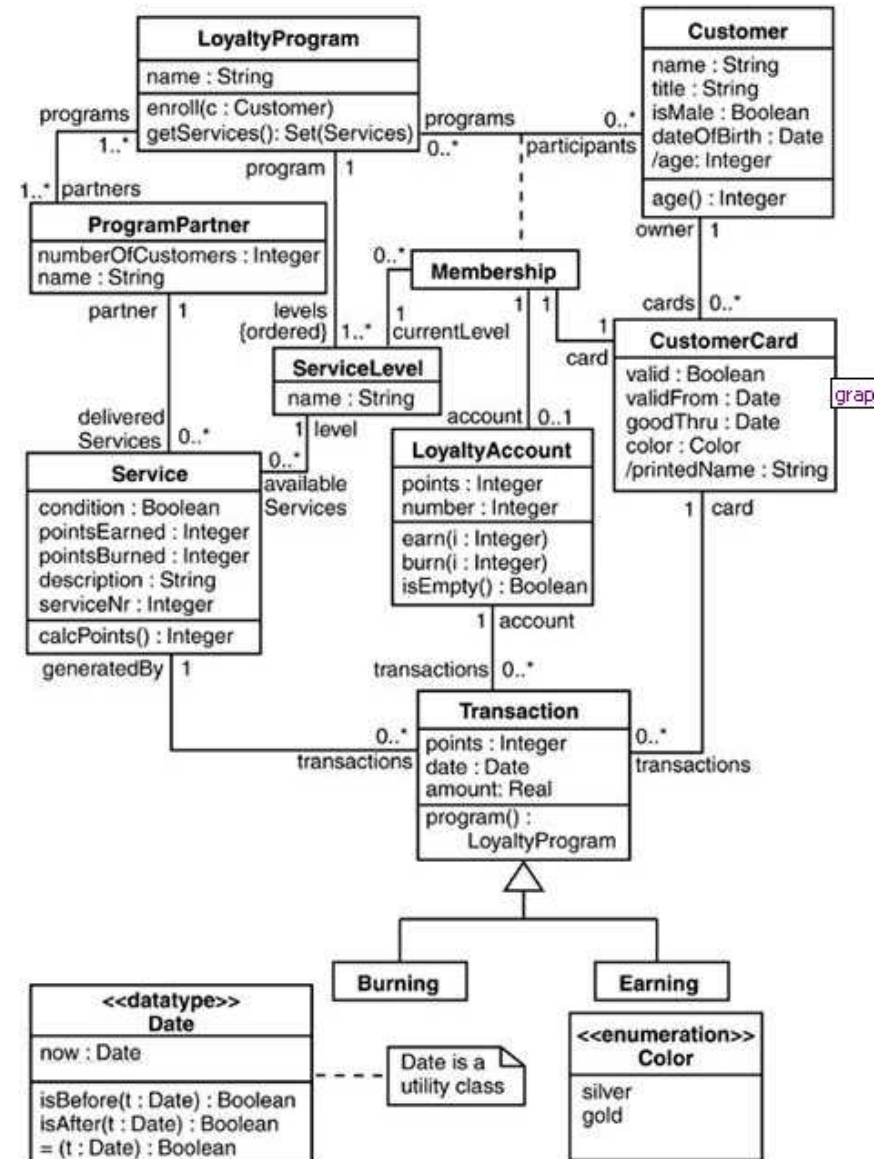 LoyaltyProgram
name : String
enroll(c : Customer)
getServices(): Set(Services)
Customer
name : String
title : String
isMale : Boolean
dateOfBirth : Date
/age: Integer
age() : Integer
programs
1..*
programs
0..*
0..*
participants
program
1
1..*
partners
owner
1
ProgramPartner
numberOfCustomers : Integer
name : String
0..*
Membership
partner
1
levels
{ordered}
1..*
1
currentLevel
1
1
1
card
cards
0..*
ServiceLevel
name : String
CustomerCard
valid : Boolean
validFrom : Date
goodThru : Date
color : Color
/printedName : String
grap
delivered
Services
0..*
1
level
0..*
available
Services
account
0..1
Service
condition : Boolean
pointsEarned : Integer
pointsBurned : Integer
description : String
serviceNr : Integer
calcPoints() : Integer
LoyaltyAccount
points : Integer
number : Integer
earn(i : Integer)
burn(i : Integer)
isEmpty() : Boolean
1
card
1
account
generatedBy
1
transactions
0..*
Transaction
points : Integer
date : Date
amount: Real
program() :
LoyaltyProgram
0..*
transactions
0..*
transactions
Burning
Earning
<<datatype>>
Date
now : Date
isBefore(t : Date) : Boolean
isAfter(t : Date) : Boolean
= (t : Date) : Boolean
Date is a
utility class
<<enumeration>>
Color
silver
gold